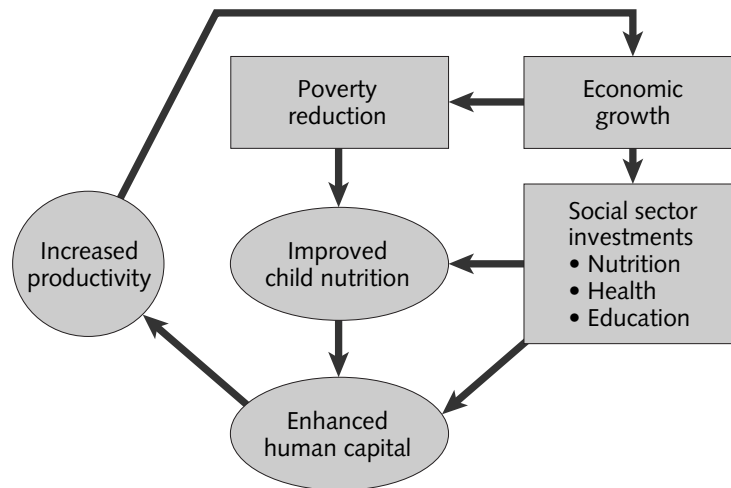 Poverty
reduction
Economic
growth
Increased
productivity
Improved
child nutrition
Social sector
investments
• Nutrition
• Health
• Education
Enhanced
human capital